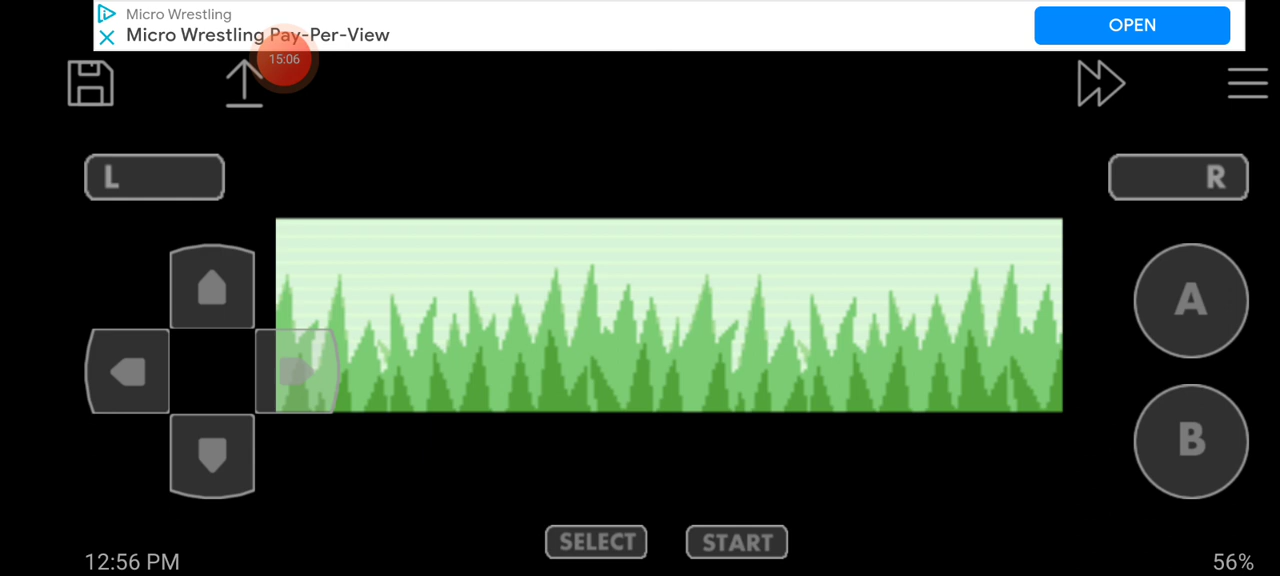 Micro Wrestling
Micro Wrestling Pay-Per-View
OPEN
15:06
L
R
A
B
SELECT
START
12:56 PM
56%